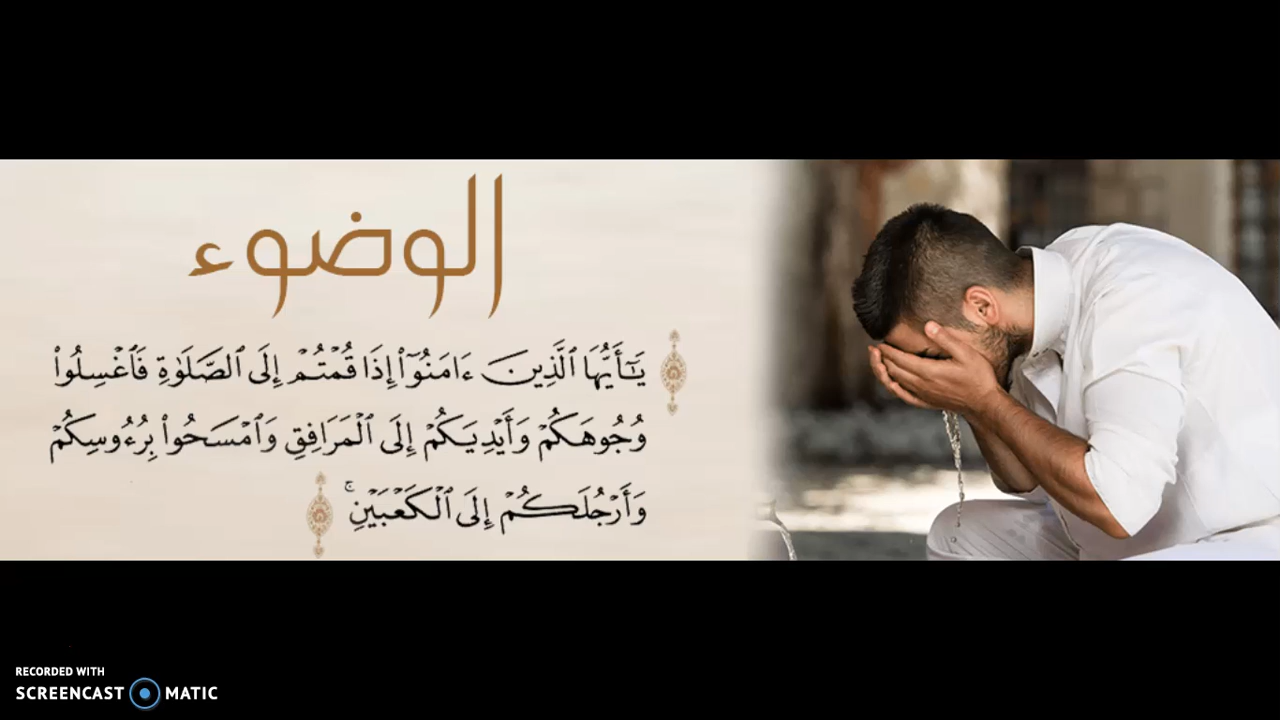 الوضوء
يَـٰٓأَيُّهَا ٱلَّذِينَ ءَامَنُوٓا۟ إِذَا قُمْتُمْ إِلَى ٱلصَّلَوٰةِ فَٱغْسِلُوا۟
وُجُوهَكُمْ وَأَيْدِيَكُمْ إِلَى ٱلْمَرَافِقِ وَٱمْسَحُوا۟ بِرُءُوسِكُمْ
وَأَرْجُلَكُمْ إِلَى ٱلْكَعْبَيْنِ ۚ
RECORDED WITH
SCREENCAST MATIC